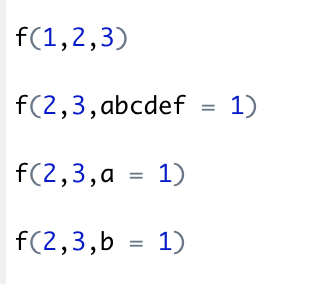 f(1,2,3)
f(2,3,abcdef = 1)
f(2,3,a = 1)
f(2,3,b = 1)